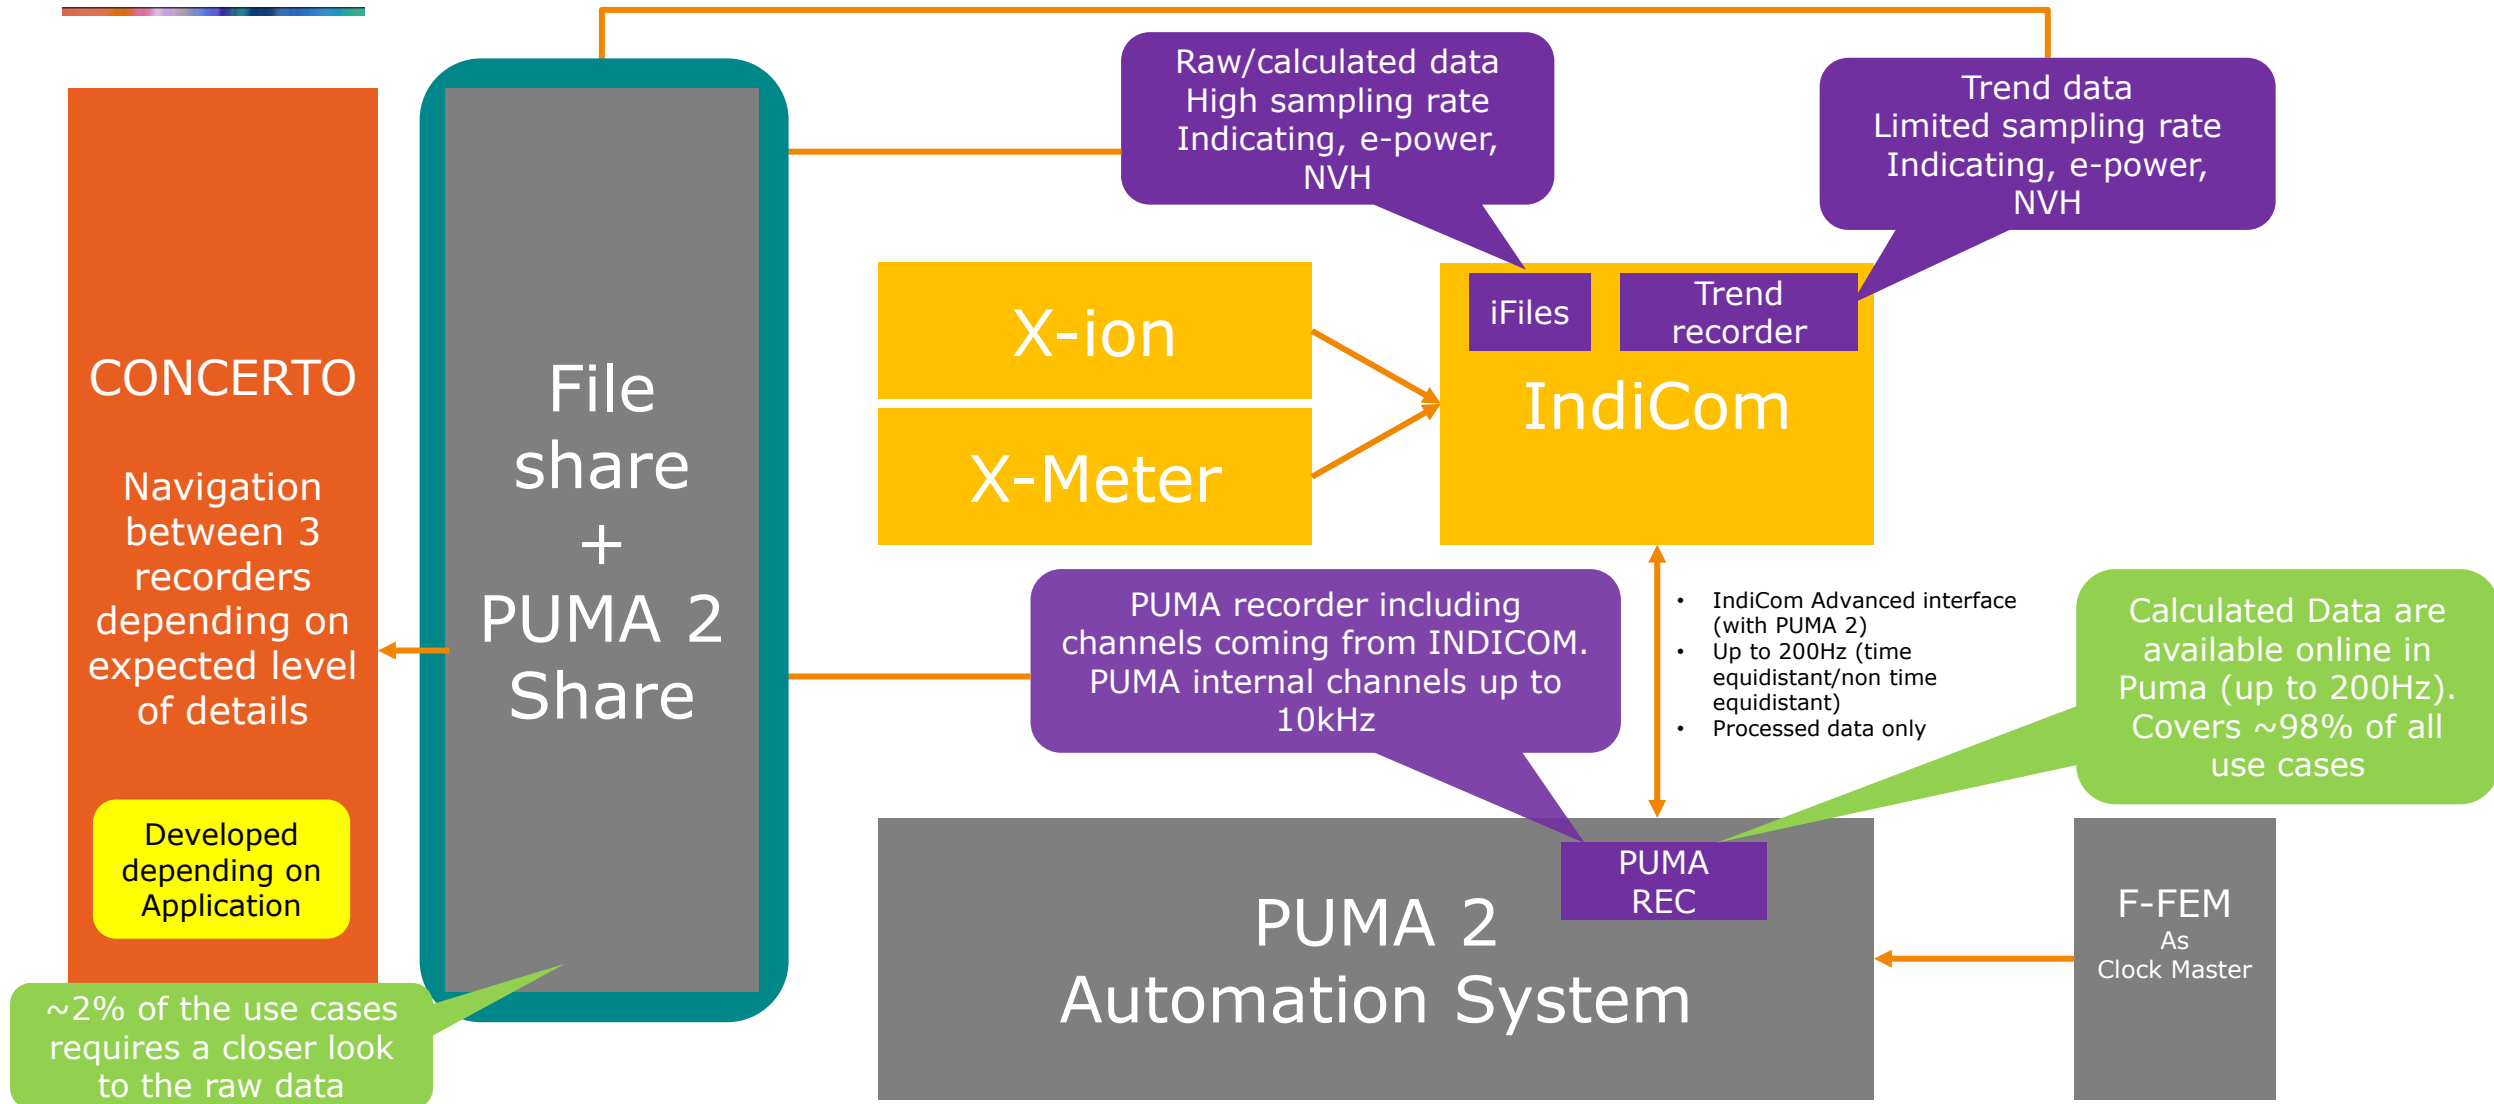 CONCERTO
Navigation
between 3
recorders
depending on
expected level
of details
Developed
depending on
Application
~2% of the use cases
requires a closer look
to the raw data
File
share
+
PUMA 2
Share
Raw/calculated data
High sampling rate
Indicating, e-power,
NVH
Trend data
Limited sampling rate
Indicating, e-power,
NVH
X-ion
X-Meter
iFiles
Trend
recorder
IndiCom
PUMA recorder including
channels coming from INDICOM.
PUMA internal channels up to
10kHz
• IndiCom Advanced interface
(with PUMA 2)
• Up to 200Hz (time
equidistant/non time
equidistant)
• Processed data only
Calculated Data are
available online in
Puma (up to 200Hz).
Covers ~98% of all
use cases
PUMA
REC
PUMA 2
Automation System
F-FEM
As
Clock Master